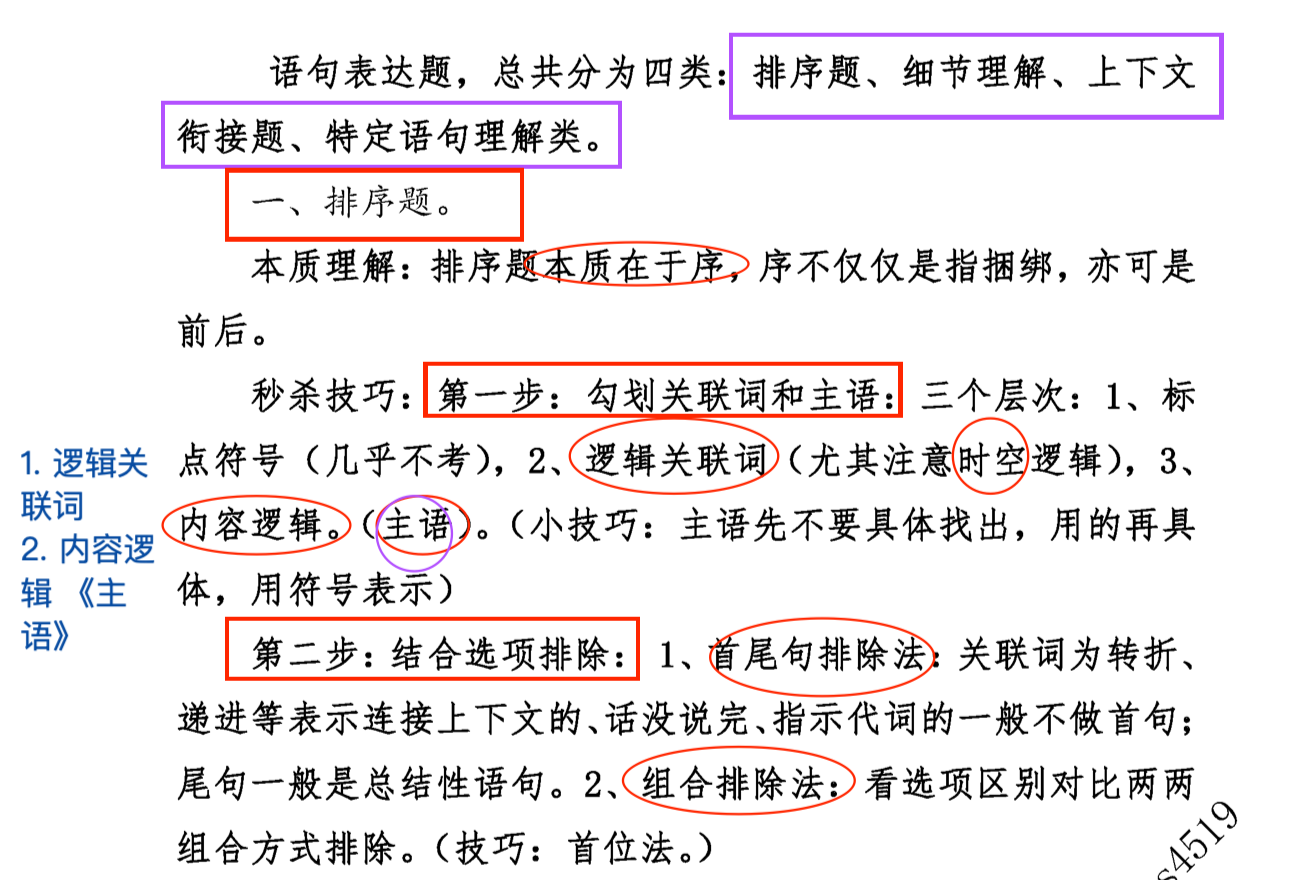 语句表达题，总共分为四类：排序题、细节理解、上下文
衔接题、特定语句理解类。
一、排序题。
本质理解：排序题本质在于序，序不仅仅是指捆绑，亦可是
前后。
秒杀技巧：第一步：勾划关联词和主语：三个层次：1、标
点符号（几乎不考），2、逻辑关联词（尤其注意时空逻辑），3、
内容逻辑。（主语）。（小技巧：主语先不要具体找出，用的再具
体，用符号表示）
1. 逻辑关
联词
2. 内容逻
辑 《主
语》
第二步：结合选项排除：1、首尾句排除法：关联词为转折、
递进等表示连接上下文的、话没说完、指示代词的一般不做首句；
尾句一般是总结性语句。2、组合排除法：看选项区别对比两两
组合方式排除。（技巧：首位法。）
s4519